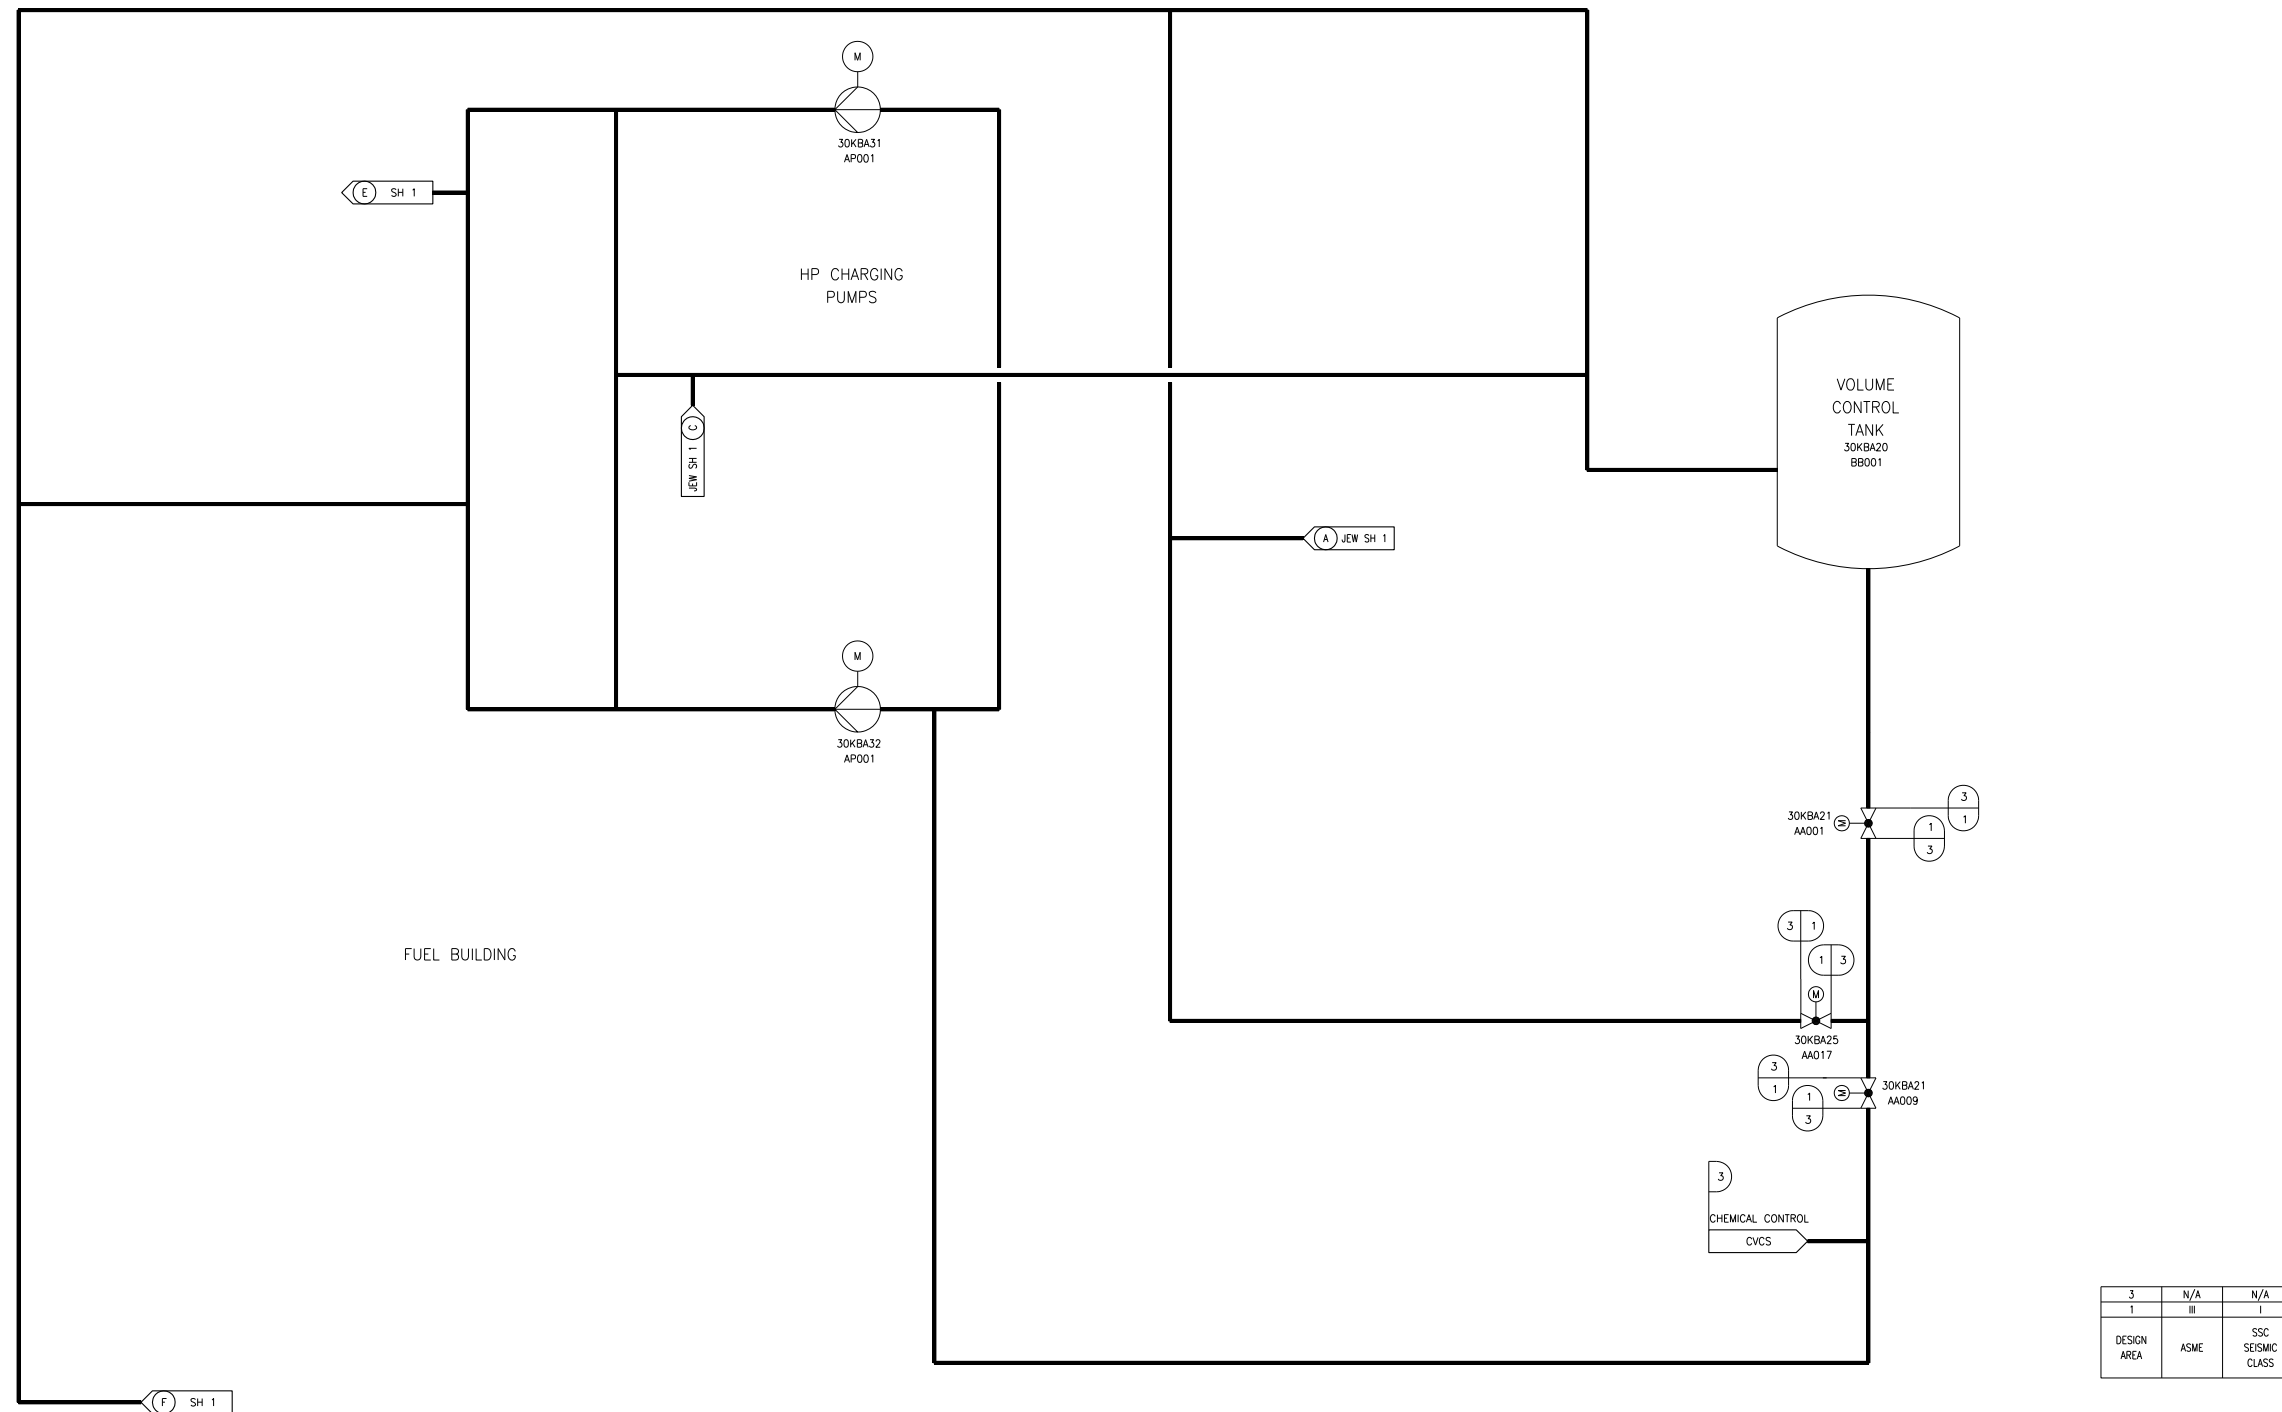 M
30KBA31
AP001
E SH 1
HP CHARGING
PUMPS
VOLUME
CONTROL
TANK
30KBA20
BB001
JEW SH 1 C
A JEW SH 1
M
30KBA32
AP001
3
1
30KBA21
AA001
M
1
3
FUEL BUILDING
3 1
1 3
M
30KBA25
AA017
3
1
30KBA21
AA009
M
1
3
3
CHEMICAL CONTROL
CVCS
3 N/A N/A
1 III I
DESIGN
AREA
ASME
SSC
SEISMIC
CLASS
F SH 1